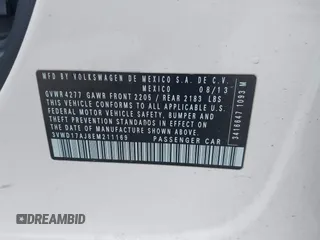 MFD BY VOLKSWAGEN DE MEXICO S.A. DE C.V.
MEXICO 08/13
GVWR 4277 GAWR FRONT 2205 / REAR 2183 LBS
THIS VEHICLE CONFORMS TO ALL APPLICABLE
FEDERAL MOTOR VEHICLE SAFETY, BUMPER AND
THEFT PREVENTION STANDARDS IN EFFECT ON
THE DATE OF MANUFACTURE SHOWN ABOVE
3VWD17AJ8EM211169 PASSENGER CAR
3416647 1093 M
DREAMBID